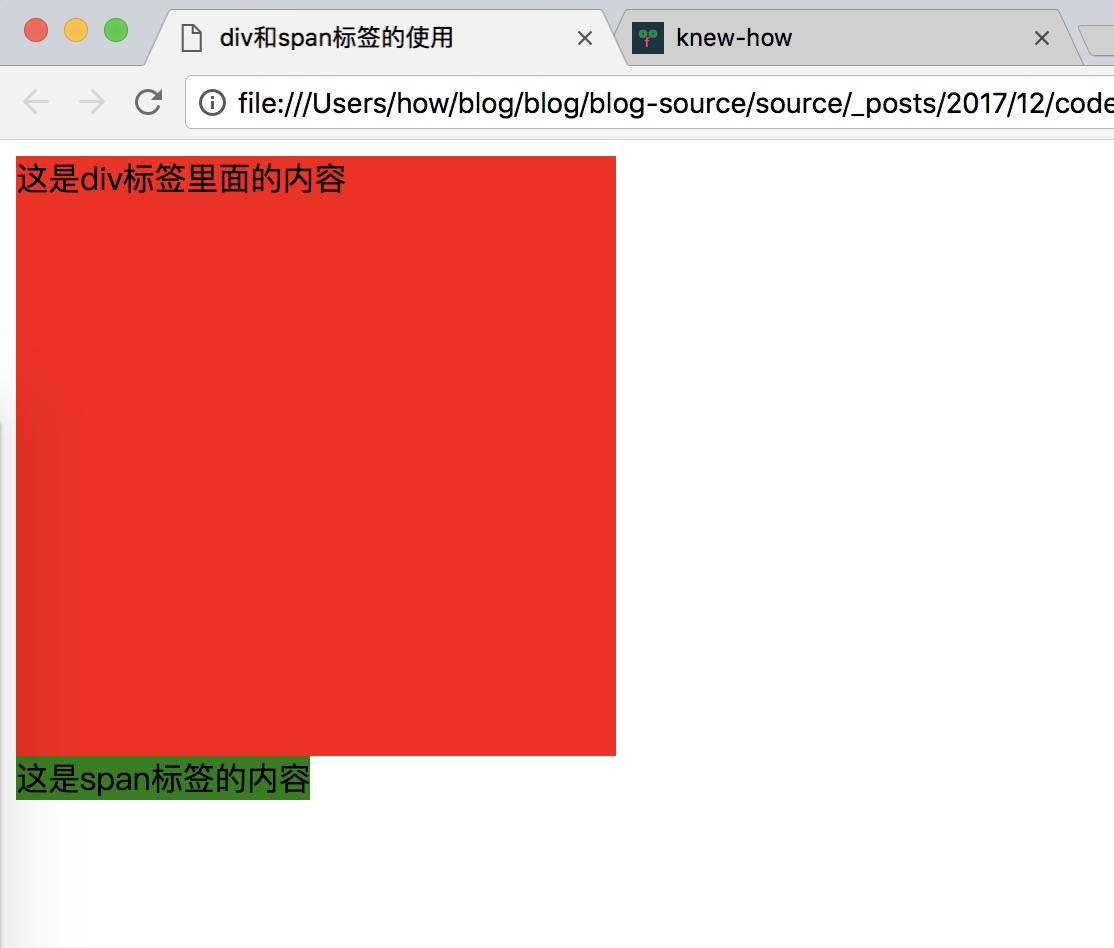 div和span标签的使用
knew-how
file:///Users/how/blog/blog/blog-source/source/_posts/2017/12/code
这是div标签里面的内容
这是span标签的内容